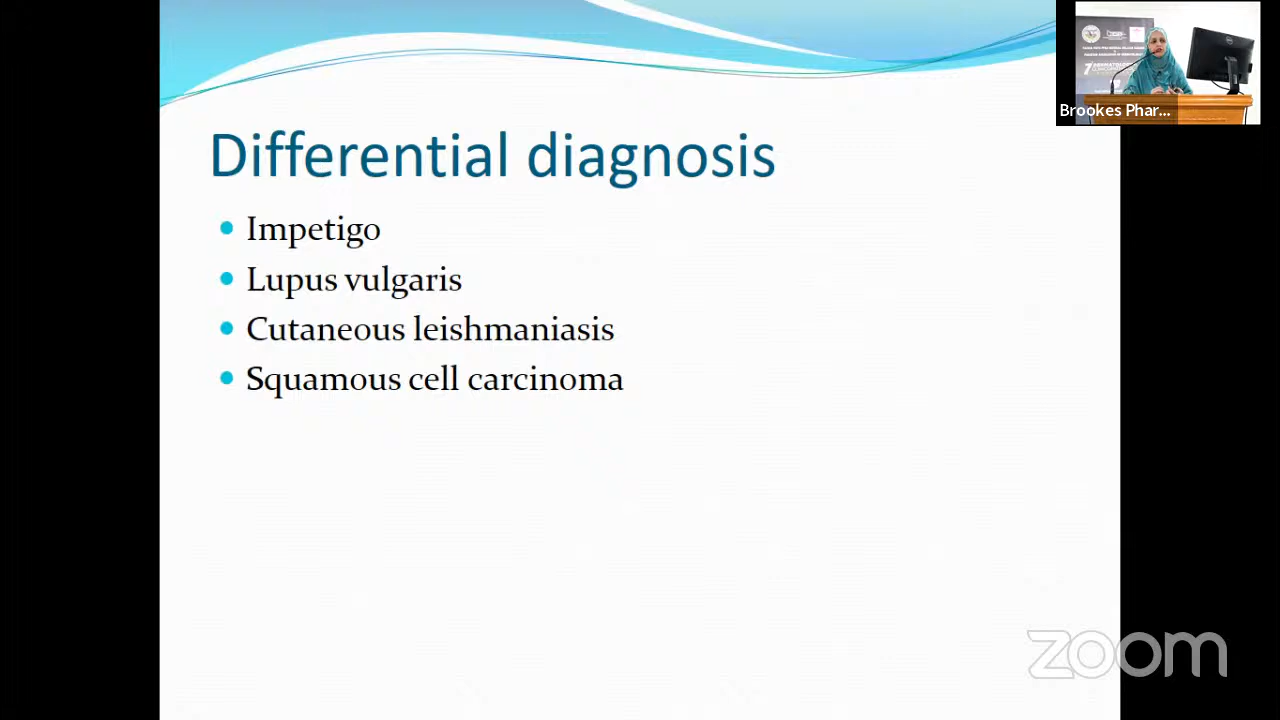 Differential diagnosis
Impetigo
Lupus vulgaris
Cutaneous leishmaniasis
Squamous cell carcinoma
Brookes Phar...
zoom